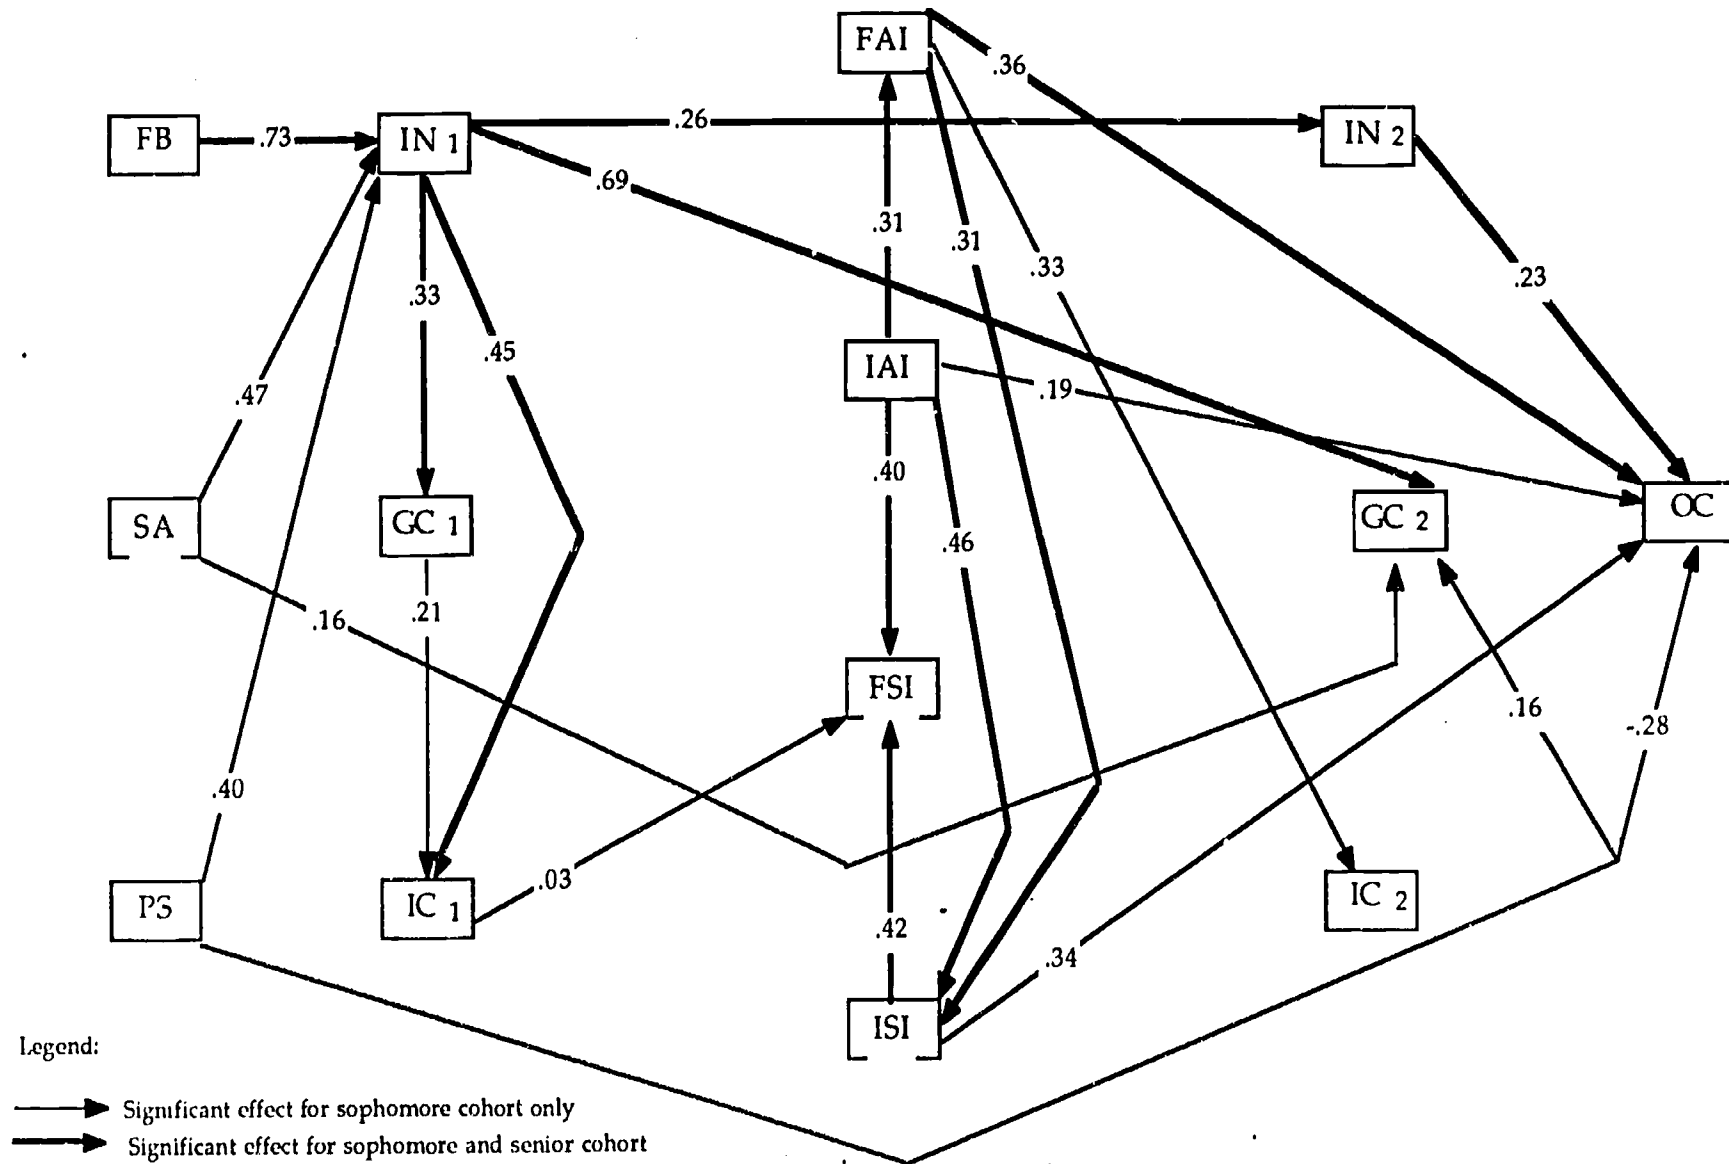 FAI
.36
FB
.73
IN 1
.26
IN 2
.69
.31
.31
.33
.23
.33
.45
.47
IAI
.19
.40
SA
GC 1
.46
GC 2
OC
.21
.16
FSI
.16
-.28
.40
.03
PS
IC 1
.42
IC 2
.34
ISI
Legend:
Significant effect for sophomore cohort only
Significant effect for sophomore and senior cohort